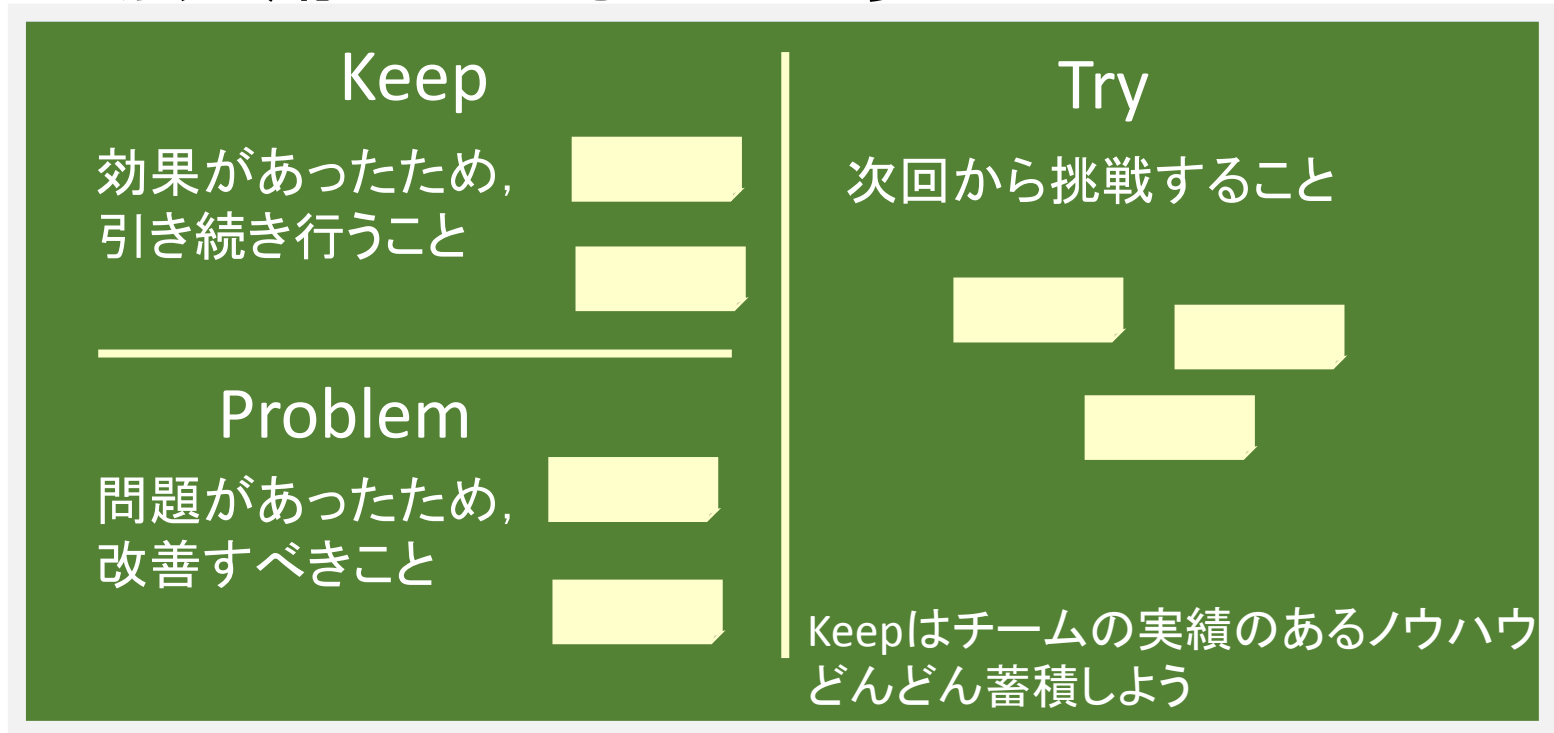 Keep
効果があったため,
引き続き行うこと
Problem
問題があったため,
改善すべきこと
Try
次回から挑戦すること
Keepはチームの実績のあるノウハウ
どんどん蓄積しよう